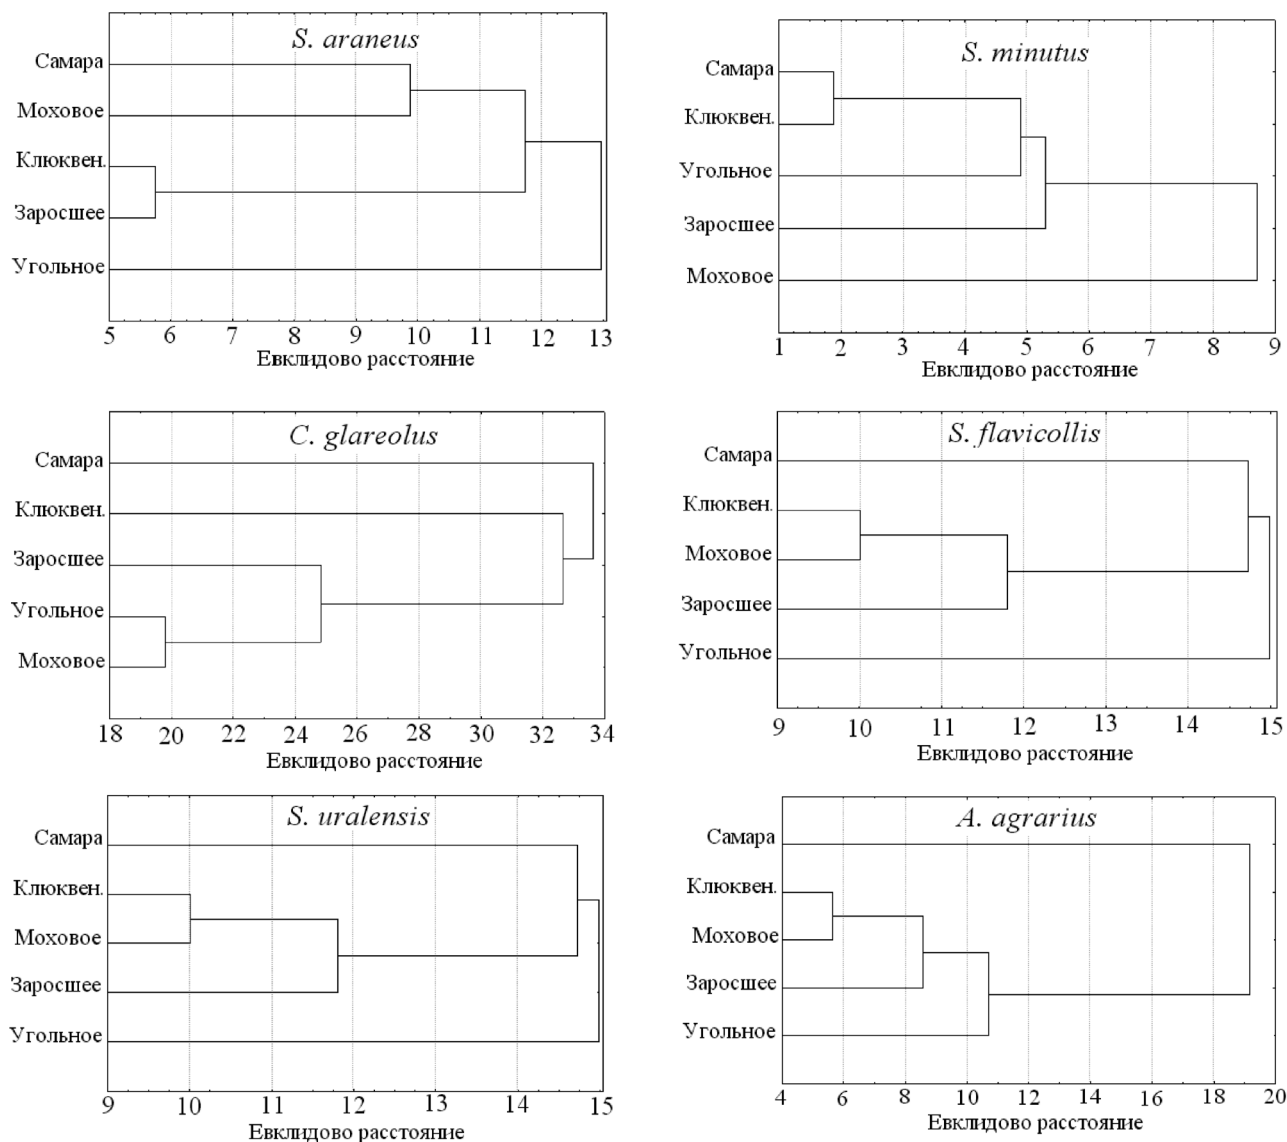 S. araneus
Самара
Моховое
Клюквен.
Заросшее
Угольное
5 6 7 8 9 10 11 12 13
Евклидово расстояние
S. minutus
Самара
Клюквен.
Угольное
Заросшее
Моховое
1 2 3 4 5 6 7 8 9
Евклидово расстояние
C. glareolus
Самара
Клюквен.
Заросшее
Угольное
Моховое
18 20 22 24 26 28 30 32 34
Евклидово расстояние
S. flavicollis
Самара
Клюквен.
Моховое
Заросшее
Угольное
9 10 11 12 13 14 15
Евклидово расстояние
S. uralensis
Самара
Клюквен.
Моховое
Заросшее
Угольное
9 10 11 12 13 14 15
Евклидово расстояние
A. agrarius
Самара
Клюквен.
Моховое
Заросшее
Угольное
4 6 8 10 12 14 16 18 20
Евклидово расстояние